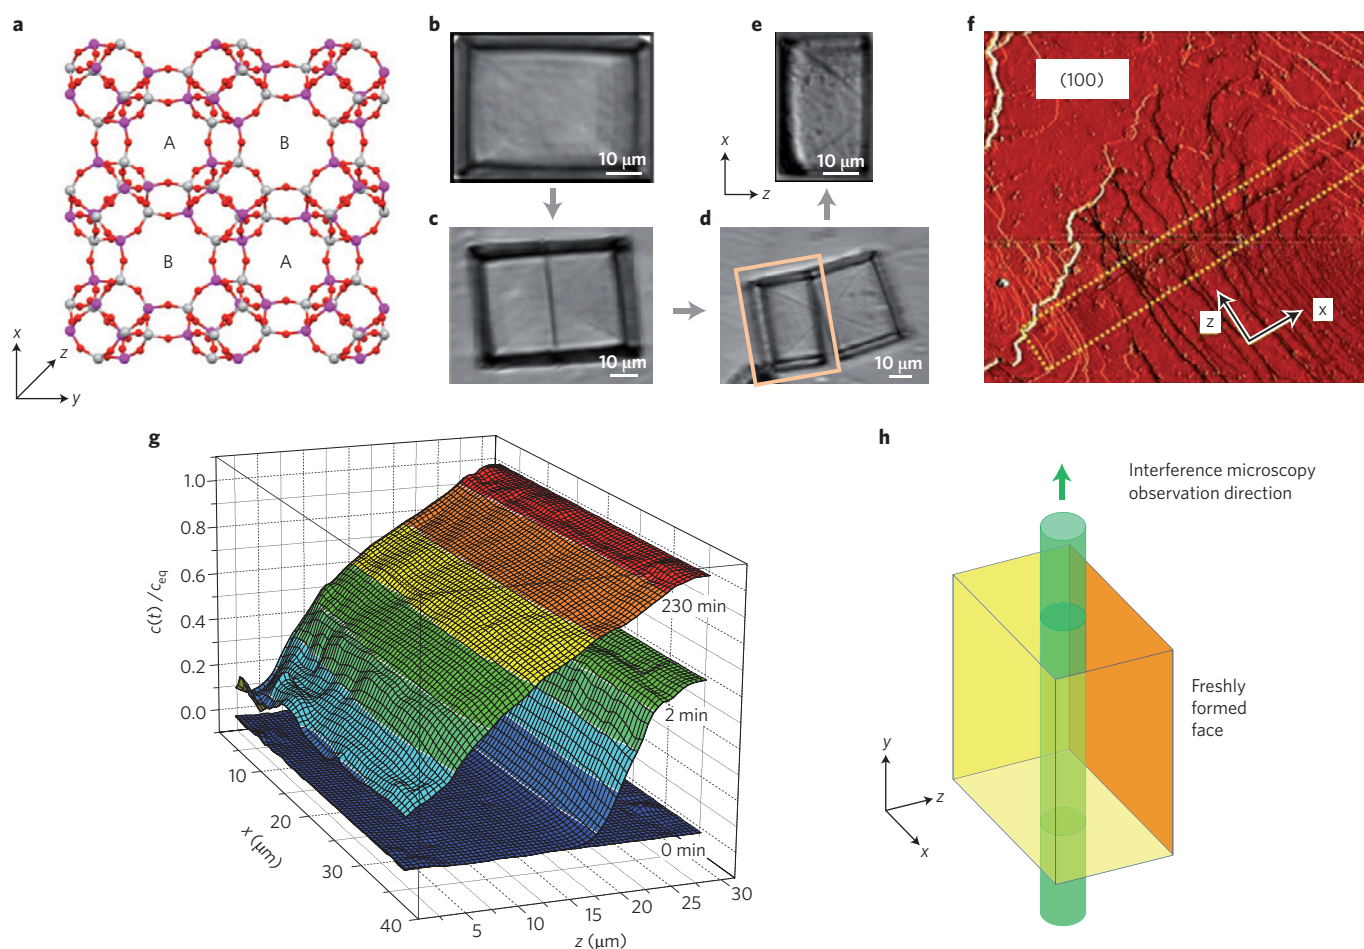 a
A
B
B
A
x
z
y
b
10 μm
c
10 μm
d
10 μm
e
10 μm
x
z
f
(100)
z
x
g
c(t) /c_eq
1.0
0.8
0.6
0.4
0.2
0.0
230 min
2 min
0 min
10
20
30
40
x (μm)
5
10
15
20
25
30
z (μm)
h
Interference microscopy
observation direction
Freshly
formed
face
y
z
x